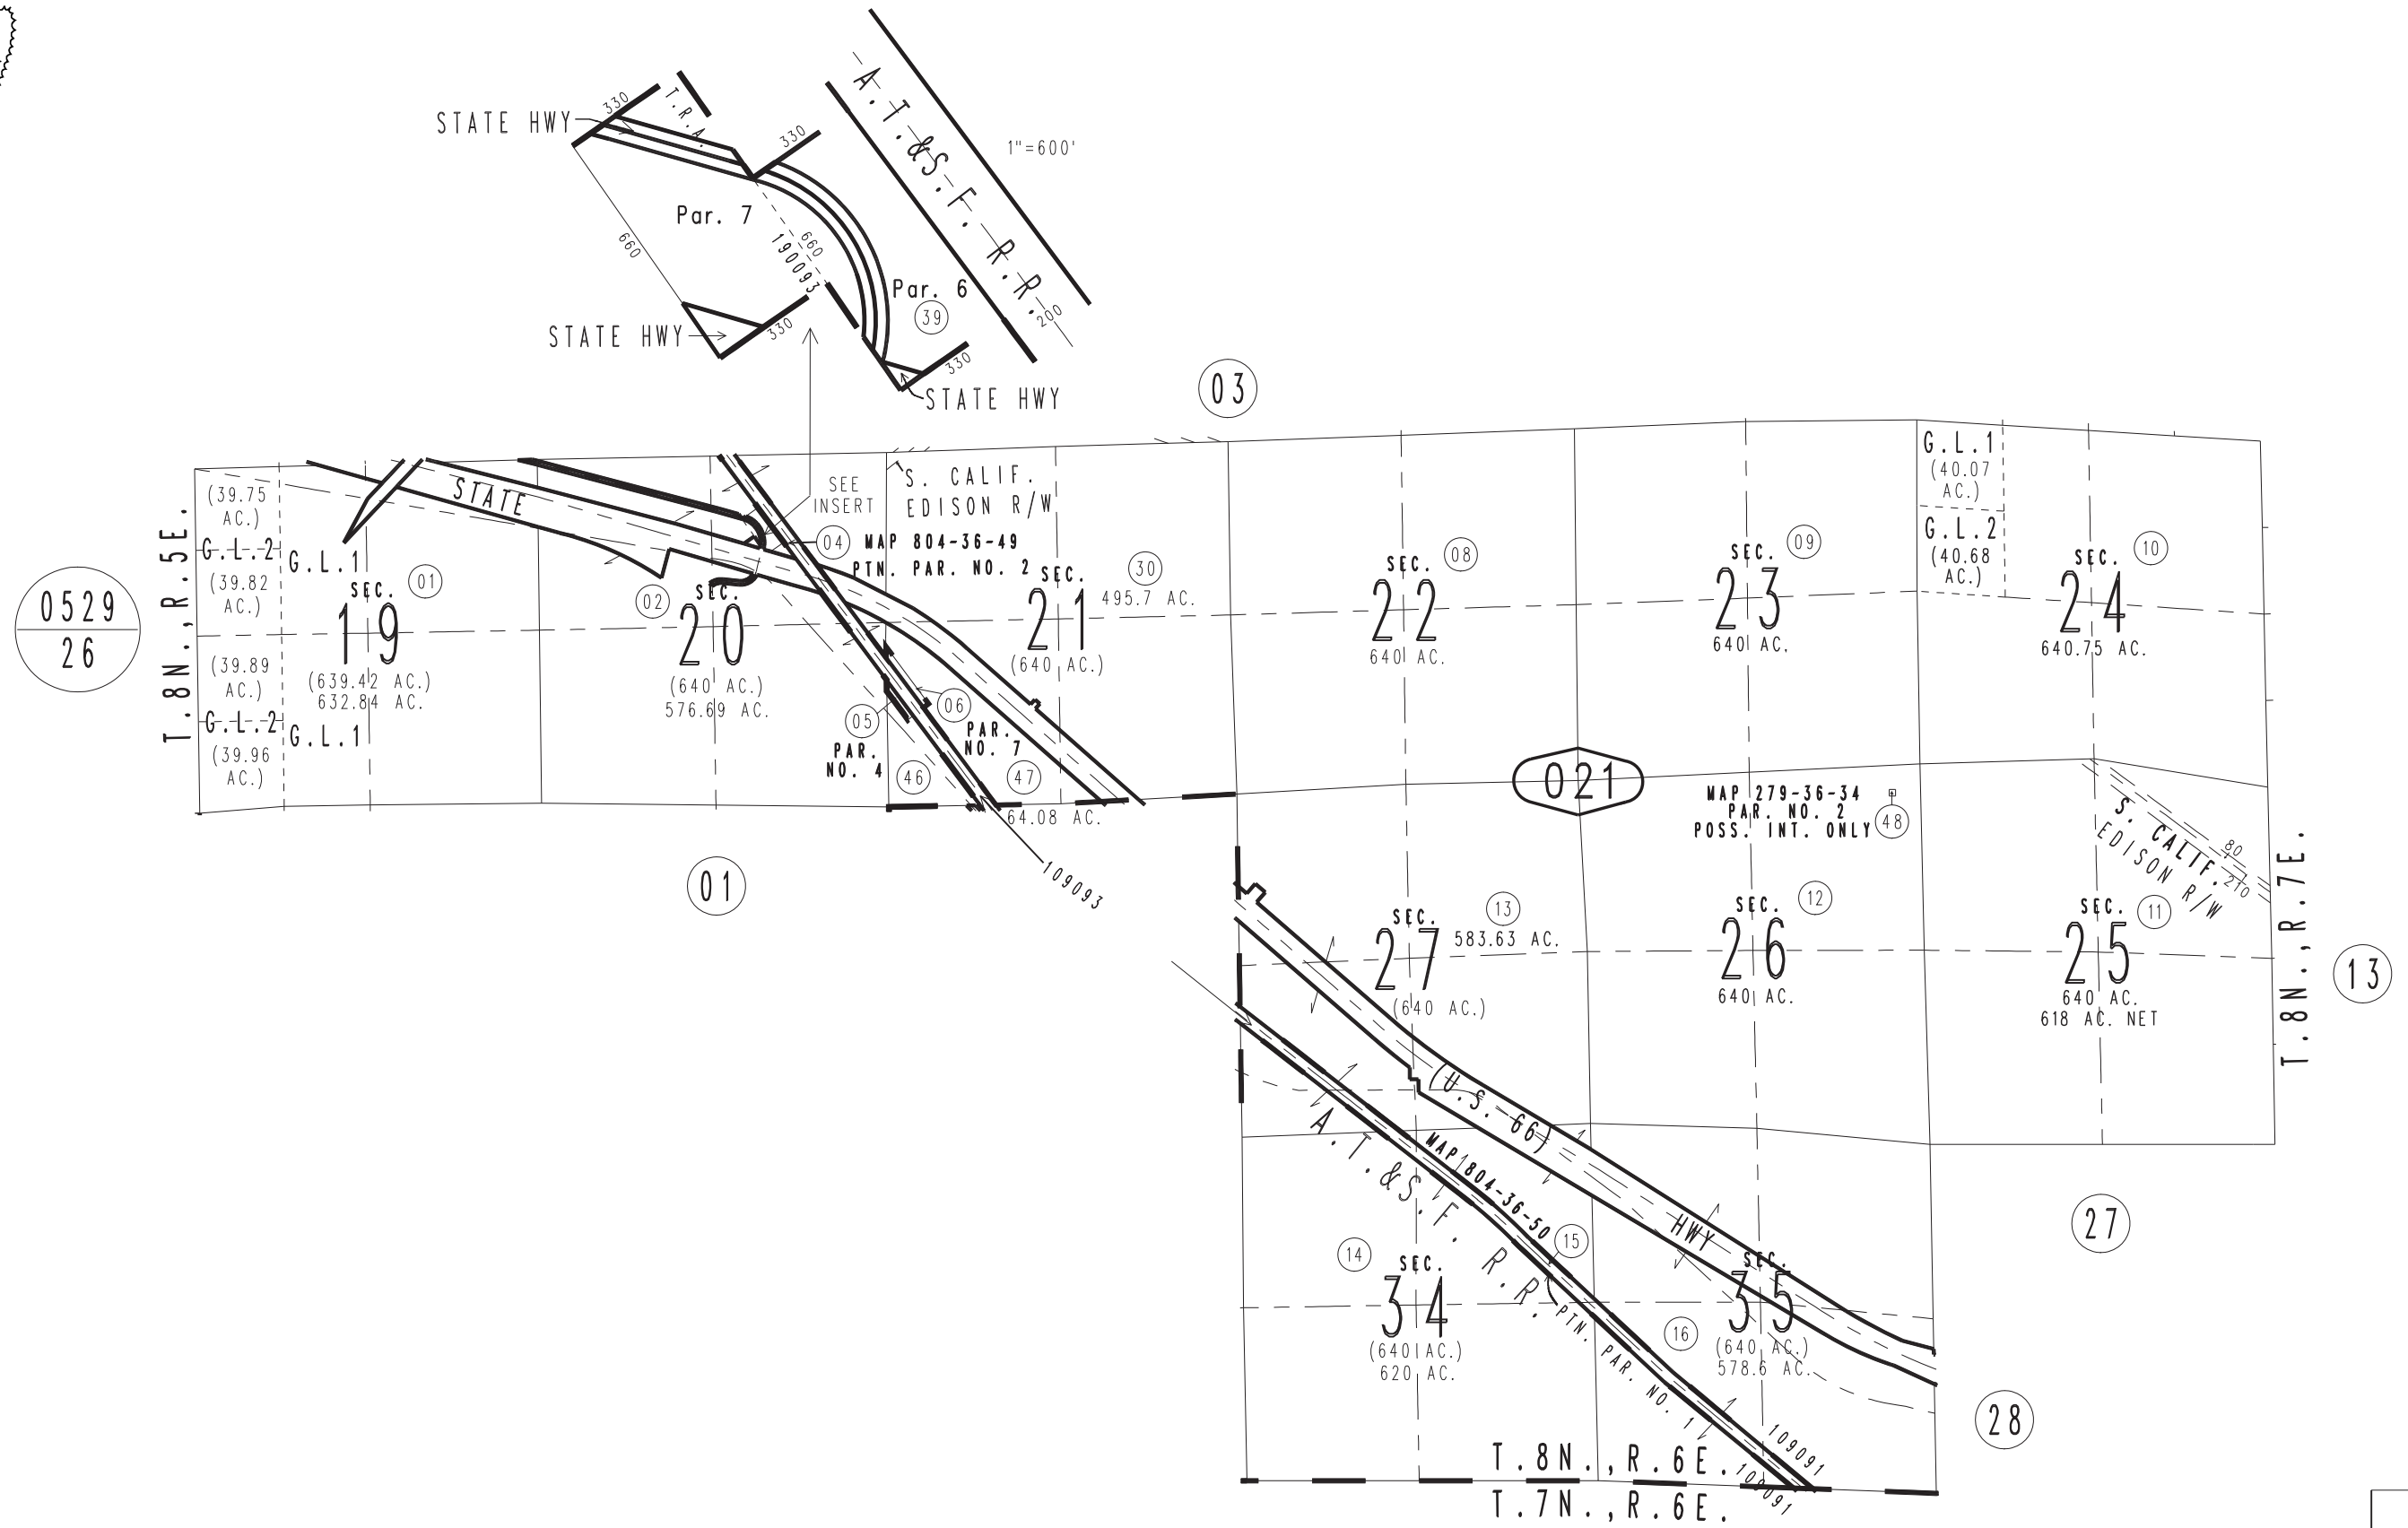 STATE HWY
330
T.R.A.
330
A.T.&S.F. R.R.
1"=600'
Par. 7
660
660
190093
Par. 6
39
200
STATE HWY
330
330
STATE HWY
03
S. CALIF.
EDISON R/W
SEE
INSERT
STATE
04
MAP 804-36-49
PTN. PAR. NO. 2
(39.75
AC.)
G.L.2
(39.82
AC.)
G.L.1
SEC.
19
01
(639.42 AC.)
632.84 AC.
(39.89
AC.)
G.L.2
(39.96
AC.)
G.L.1
T.8N.,R.5E.
0529
26
02
SEC.
20
(640 AC.)
576.69 AC.
SEC.
21
30
495.7 AC.
(640 AC.)
05
PAR.
NO. 4
06
PAR.
NO. 7
46
47
64.08 AC.
109093
01
SEC.
22
08
640 AC.
SEC.
23
09
640 AC.
G.L.1
(40.07
AC.)
G.L.2
(40.68
AC.)
SEC.
24
10
640.75 AC.
021
MAP 279-36-34
PAR. NO. 2
POSS. INT. ONLY
48
S. CALIF.
EDISON R/W
80
210
T.8N.,R.7E.
13
SEC.
27
13
583.63 AC.
(640 AC.)
SEC.
26
12
640 AC.
SEC.
25
11
640 AC.
618 AC. NET
(U.S. 66)
HWY
A.T.&S.F. R.R.
MAP 804-36-50
15
PTN. PAR. NO. 1
14
SEC.
34
(640 AC.)
620 AC.
16
SEC.
35
(640 AC.)
578.6 AC.
27
28
109091
109091
T.8N.,R.6E.
T.7N.,R.6E.